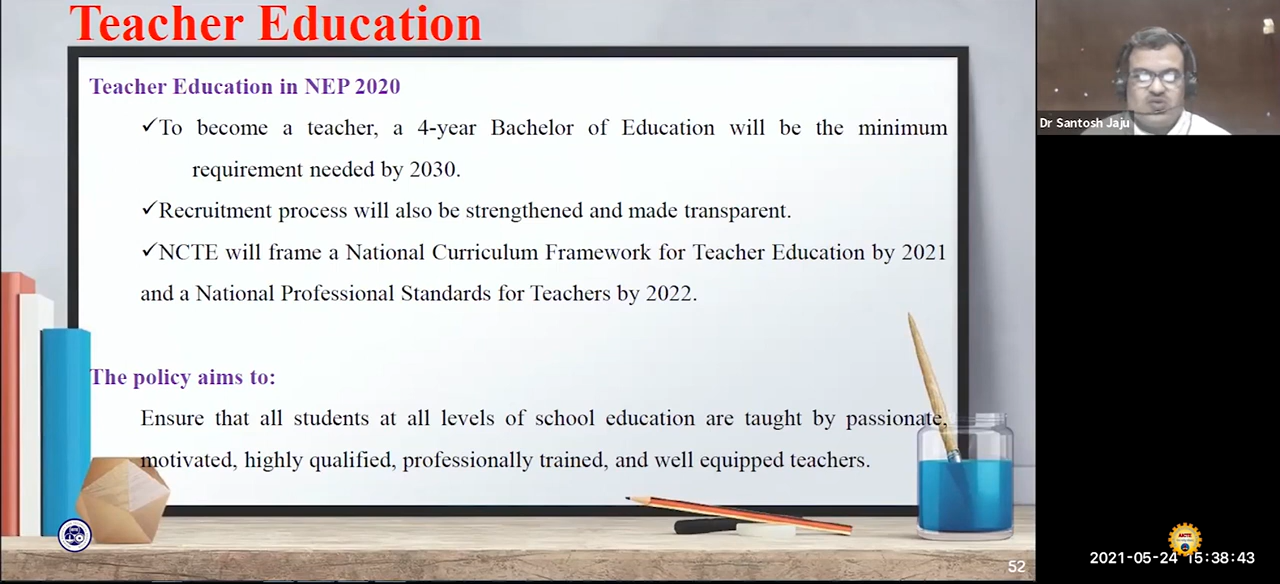 Teacher Education
Teacher Education in NEP 2020
✓To become a teacher, a 4-year Bachelor of Education will be the minimum
requirement needed by 2030.
✓Recruitment process will also be strengthened and made transparent.
✓NCTE will frame a National Curriculum Framework for Teacher Education by 2021
and a National Professional Standards for Teachers by 2022.
The policy aims to:
Ensure that all students at all levels of school education are taught by passionate,
motivated, highly qualified, professionally trained, and well equipped teachers.
52
Dr Santosh Jaju
AICTE
2021-05-24 15:38:43